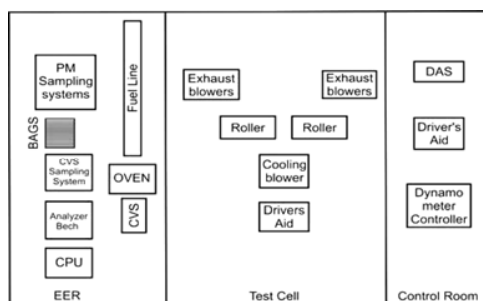 PM
Sampling
systems
BAGS
CVS
Sampling
System
Analyzer
Bech
CPU
EER
Fuel Line
OVEN
CVS
Exhaust
blowers
Exhaust
blowers
Roller
Roller
Cooling
blower
Drivers
Aid
Test Cell
DAS
Driver's
Aid
Dynamo
meter
Controller
Control Room